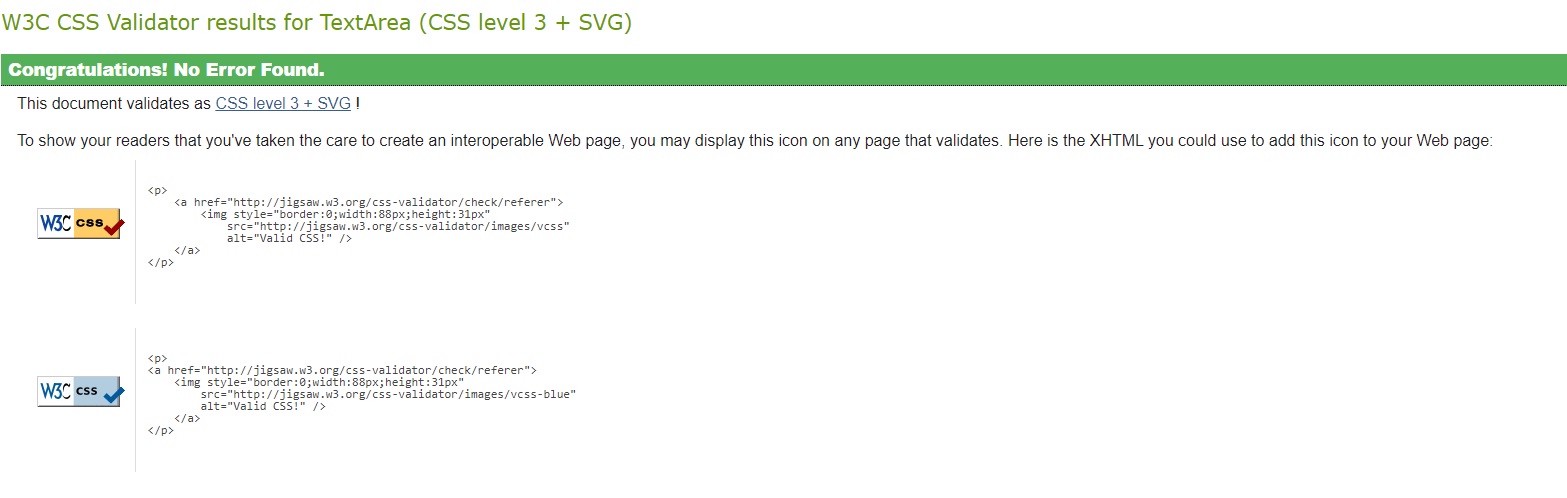 W3C CSS Validator results for TextArea (CSS level 3 + SVG)
Congratulations! No Error Found.
This document validates as CSS level 3 + SVG !
To show your readers that you've taken the care to create an interoperable Web page, you may display this icon on any page that validates. Here is the XHTML you could use to add this icon to your Web page:
W3C css
<p>
<a href="http://jigsaw.w3.org/css-validator/check/referer">
<img style="border:0;width:88px;height:31px"
src="http://jigsaw.w3.org/css-validator/images/vcss"
alt="Valid CSS!" />
</a>
</p>
W3C css
<p>
<a href="http://jigsaw.w3.org/css-validator/check/referer">
<img style="border:0;width:88px;height:31px"
src="http://jigsaw.w3.org/css-validator/images/vcss-blue"
alt="Valid CSS!" />
</a>
</p>